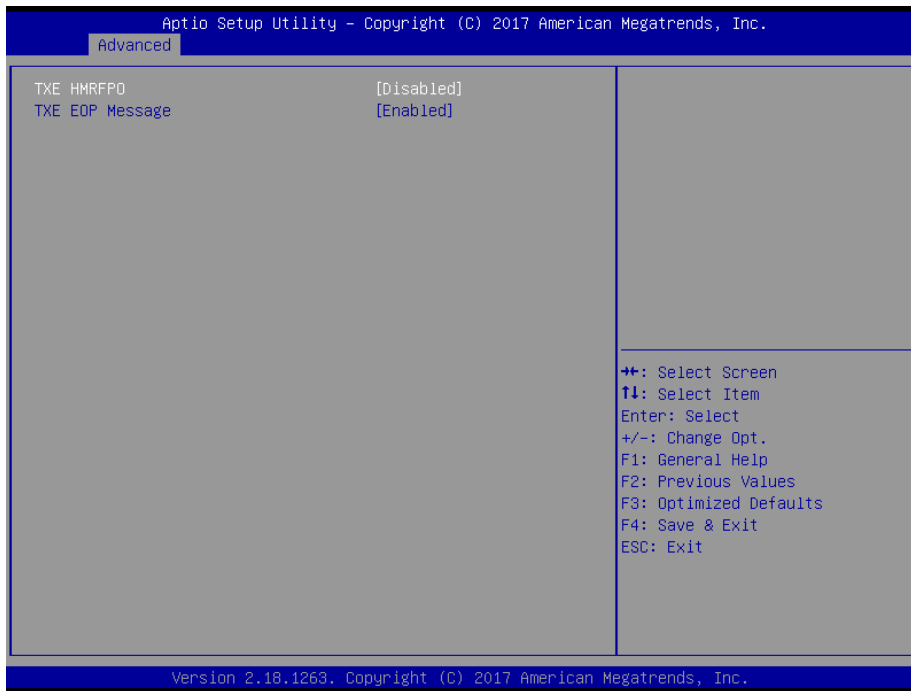 Aptio Setup Utility – Copyright (C) 2017 American Megatrends, Inc.
Advanced
TXE HMRFPO [Disabled]
TXE EOP Message [Enabled]
→←: Select Screen
↑↓: Select Item
Enter: Select
+/-: Change Opt.
F1: General Help
F2: Previous Values
F3: Optimized Defaults
F4: Save & Exit
ESC: Exit
Version 2.18.1263. Copyright (C) 2017 American Megatrends, Inc.